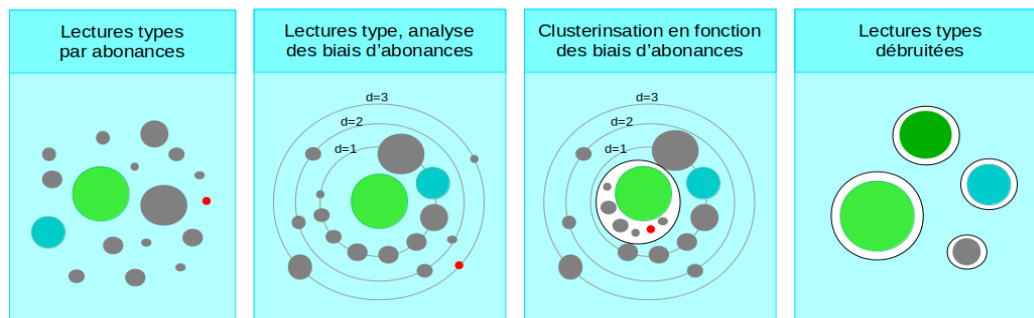 Lectures types
par abonances
Lectures type, analyse
des biais d'abonances
Clusterinsation en fonction
des biais d'abonances
Lectures types
débruitées
d=3
d=2
d=1
d=3
d=2
d=1